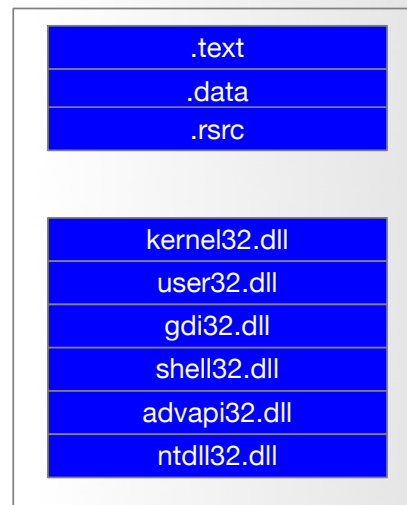 .text
.data
.rsrc
kernel32.dll
user32.dll
gdi32.dll
shell32.dll
advapi32.dll
ntdll32.dll